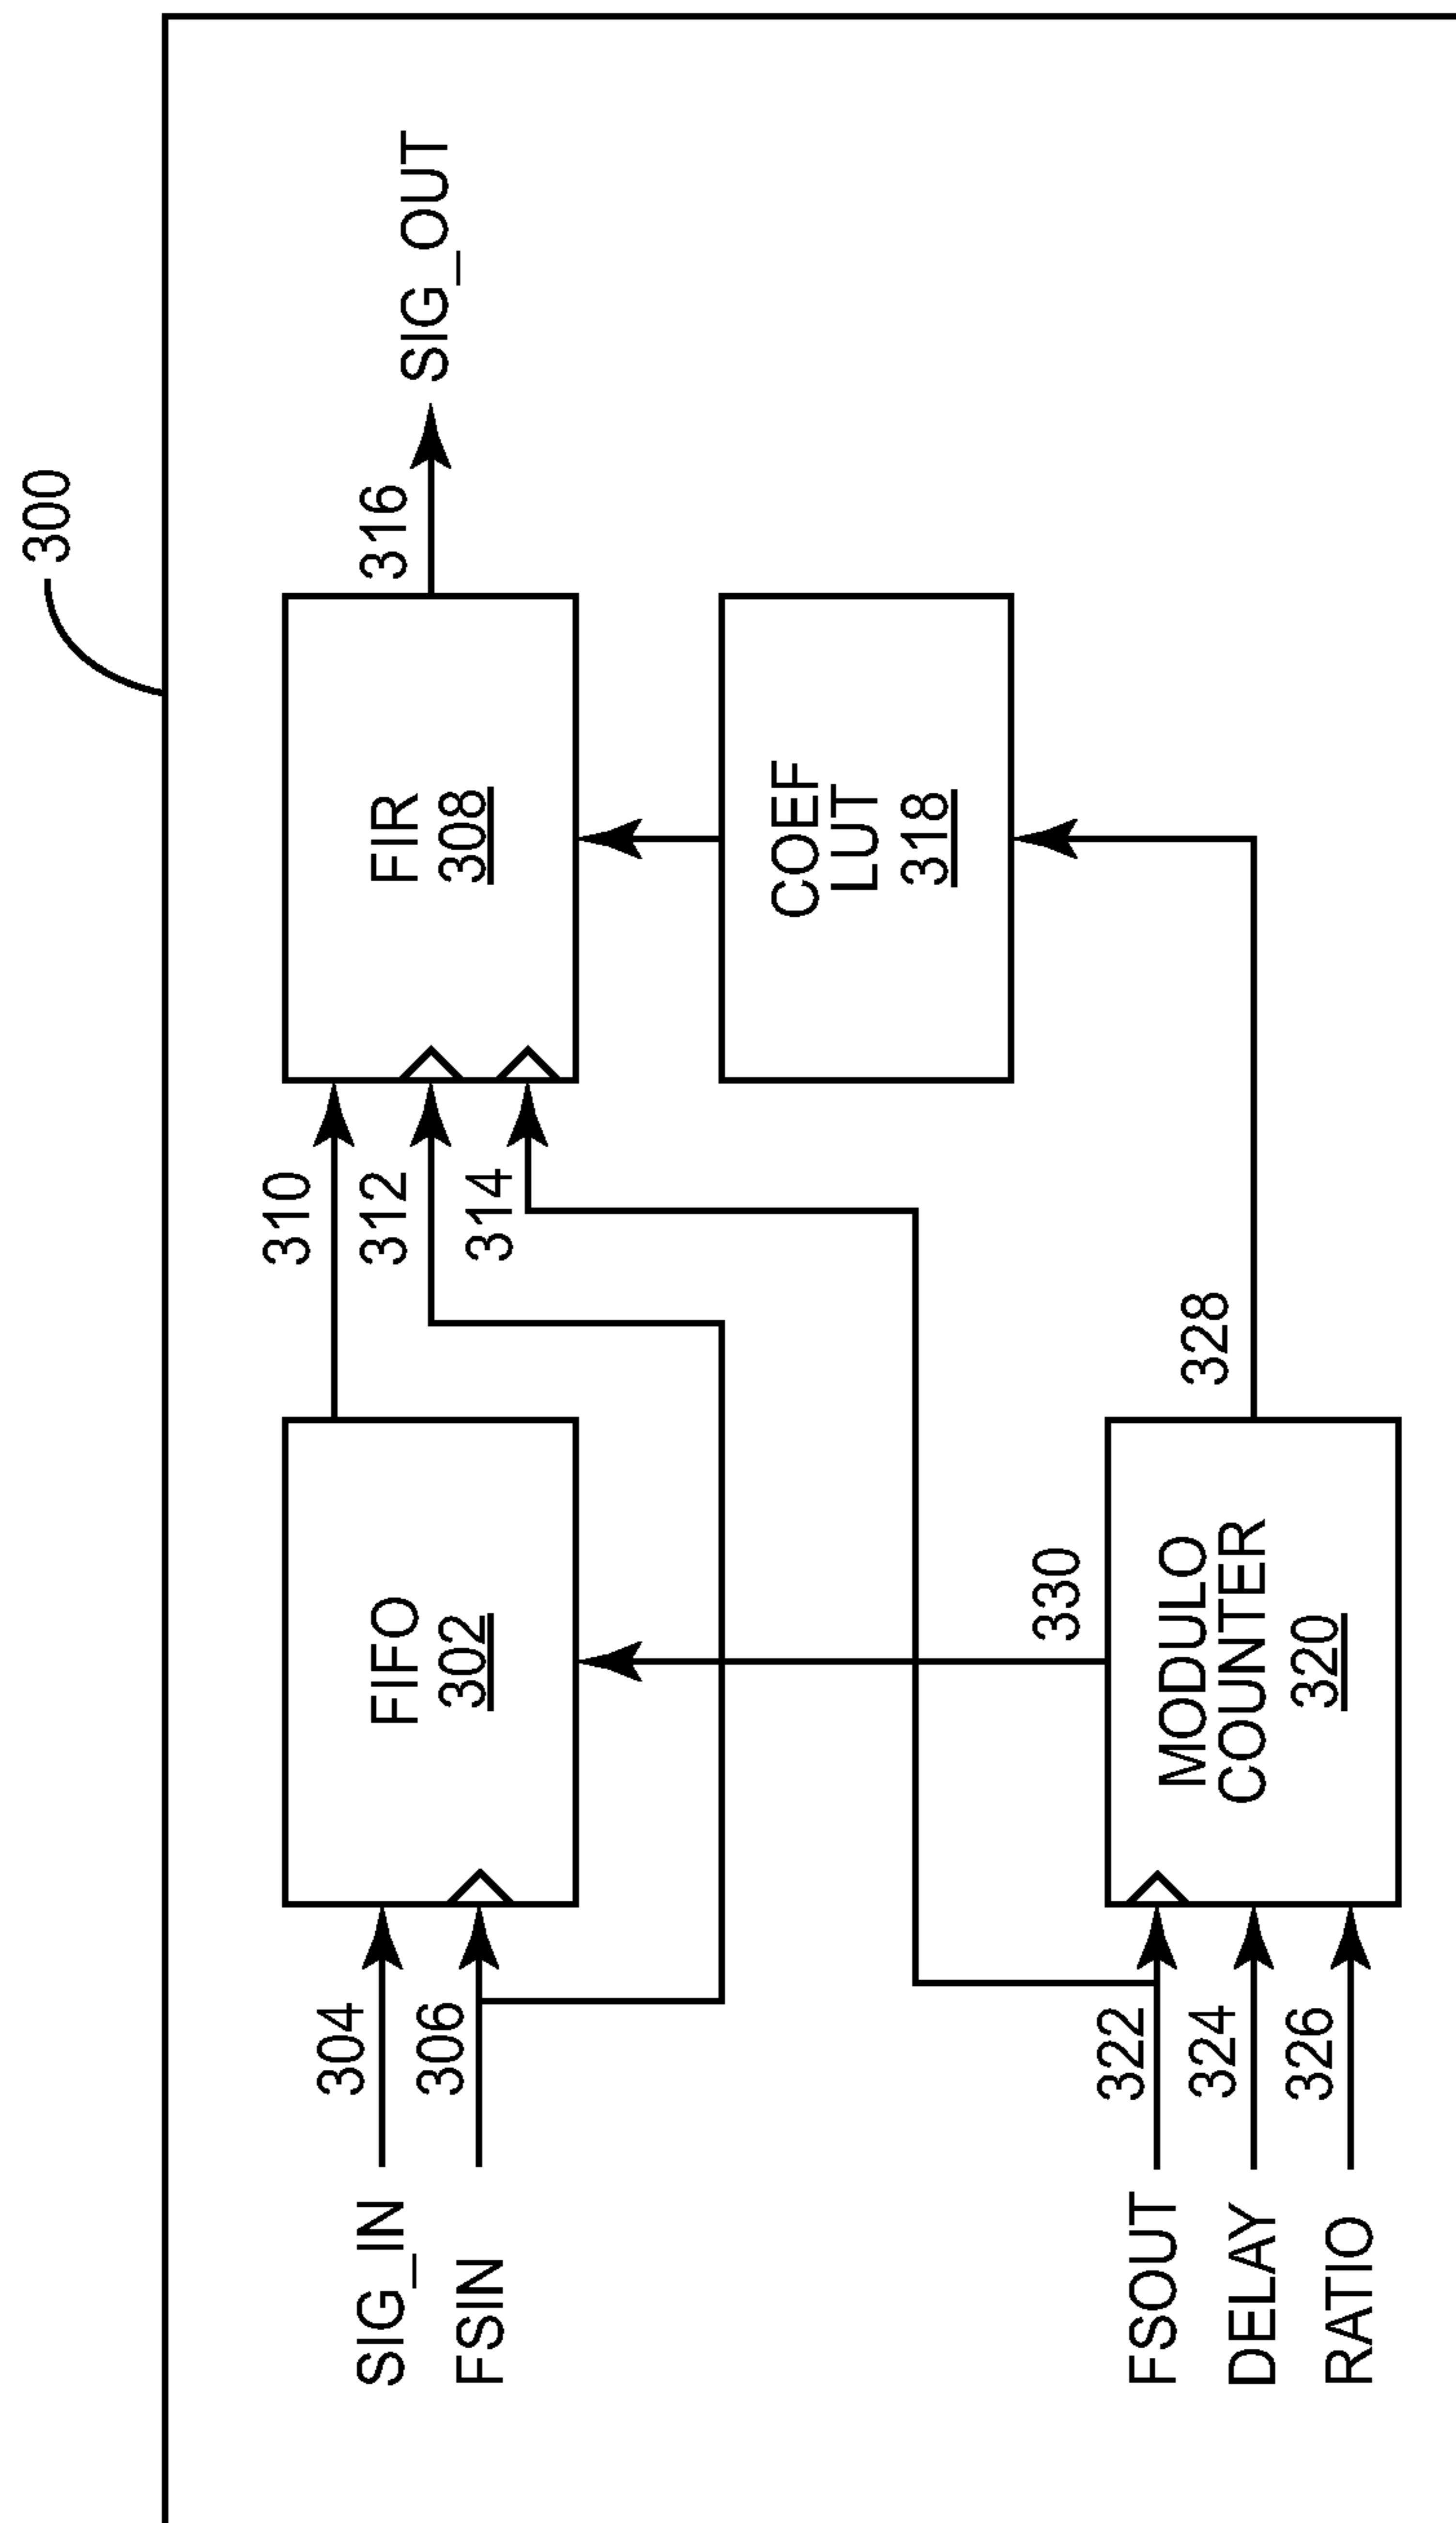 300
SIG_IN
304
FSIN
306
FIFO
302
310
312
314
FIR
308
316
SIG_OUT
COEF
LUT
318
330
328
FSOUT
322
DELAY
324
RATIO
326
MODULO
COUNTER
320